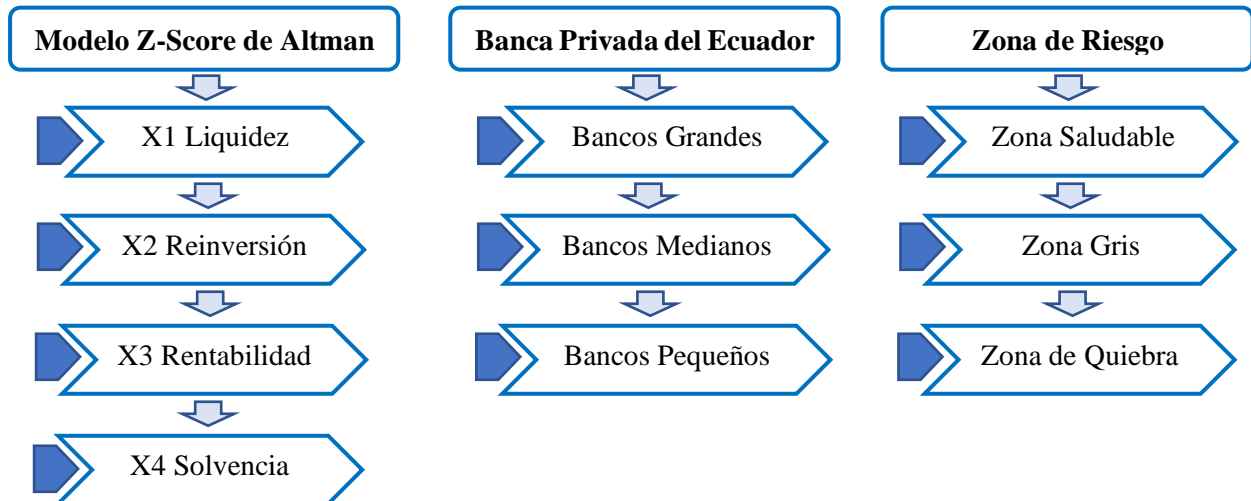 Modelo Z-Score de Altman
X1 Liquidez
X2 Reinversión
X3 Rentabilidad
X4 Solvencia
Banca Privada del Ecuador
Bancos Grandes
Bancos Medianos
Bancos Pequeños
Zona de Riesgo
Zona Saludable
Zona Gris
Zona de Quiebra